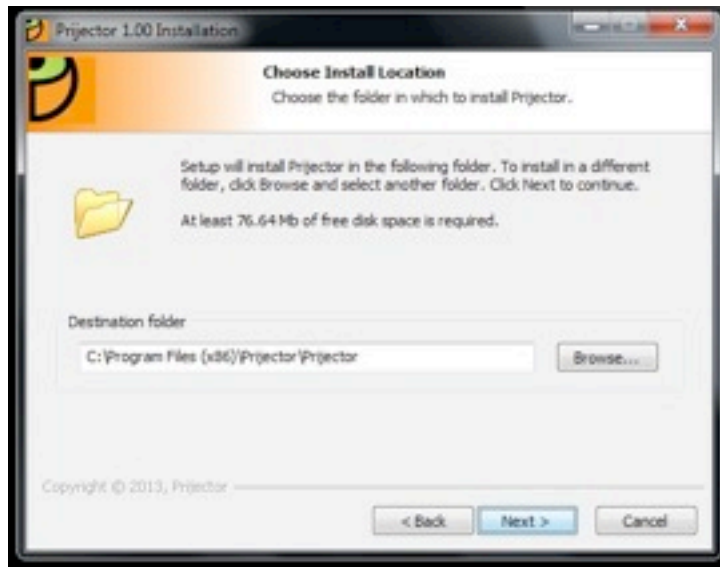 Prijector 1.00 Installation
Choose Install Location
Choose the folder in which to install Prijector.
Setup will install Prijector in the following folder. To install in a different
folder, click Browse and select another folder. Click Next to continue.
At least 76.64 Mb of free disk space is required.
Destination folder
C:\Program Files (x86)\Prijector\Prijector
Browse...
Copyright © 2013, Prijector
< Back
Next >
Cancel